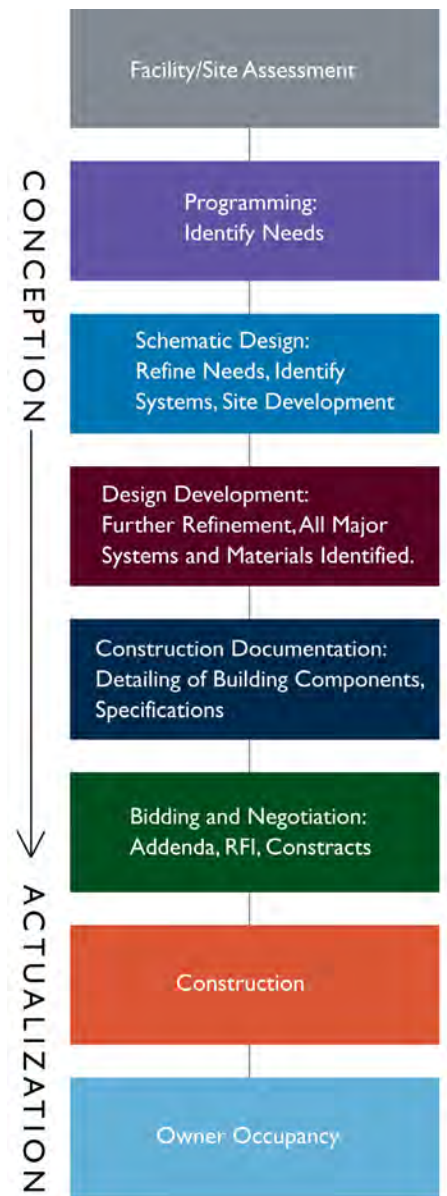 Facility/Site Assessment
CONCEPTION
Programming:
Identify Needs
Schematic Design:
Refine Needs, Identify
Systems, Site Development
Design Development:
Further Refinement, All Major
Systems and Materials Identified.
Construction Documentation:
Detailing of Building Components,
Specifications
Bidding and Negotiation:
Addenda, RFI, Constracts
ACTUALIZATION
Construction
Owner Occupancy